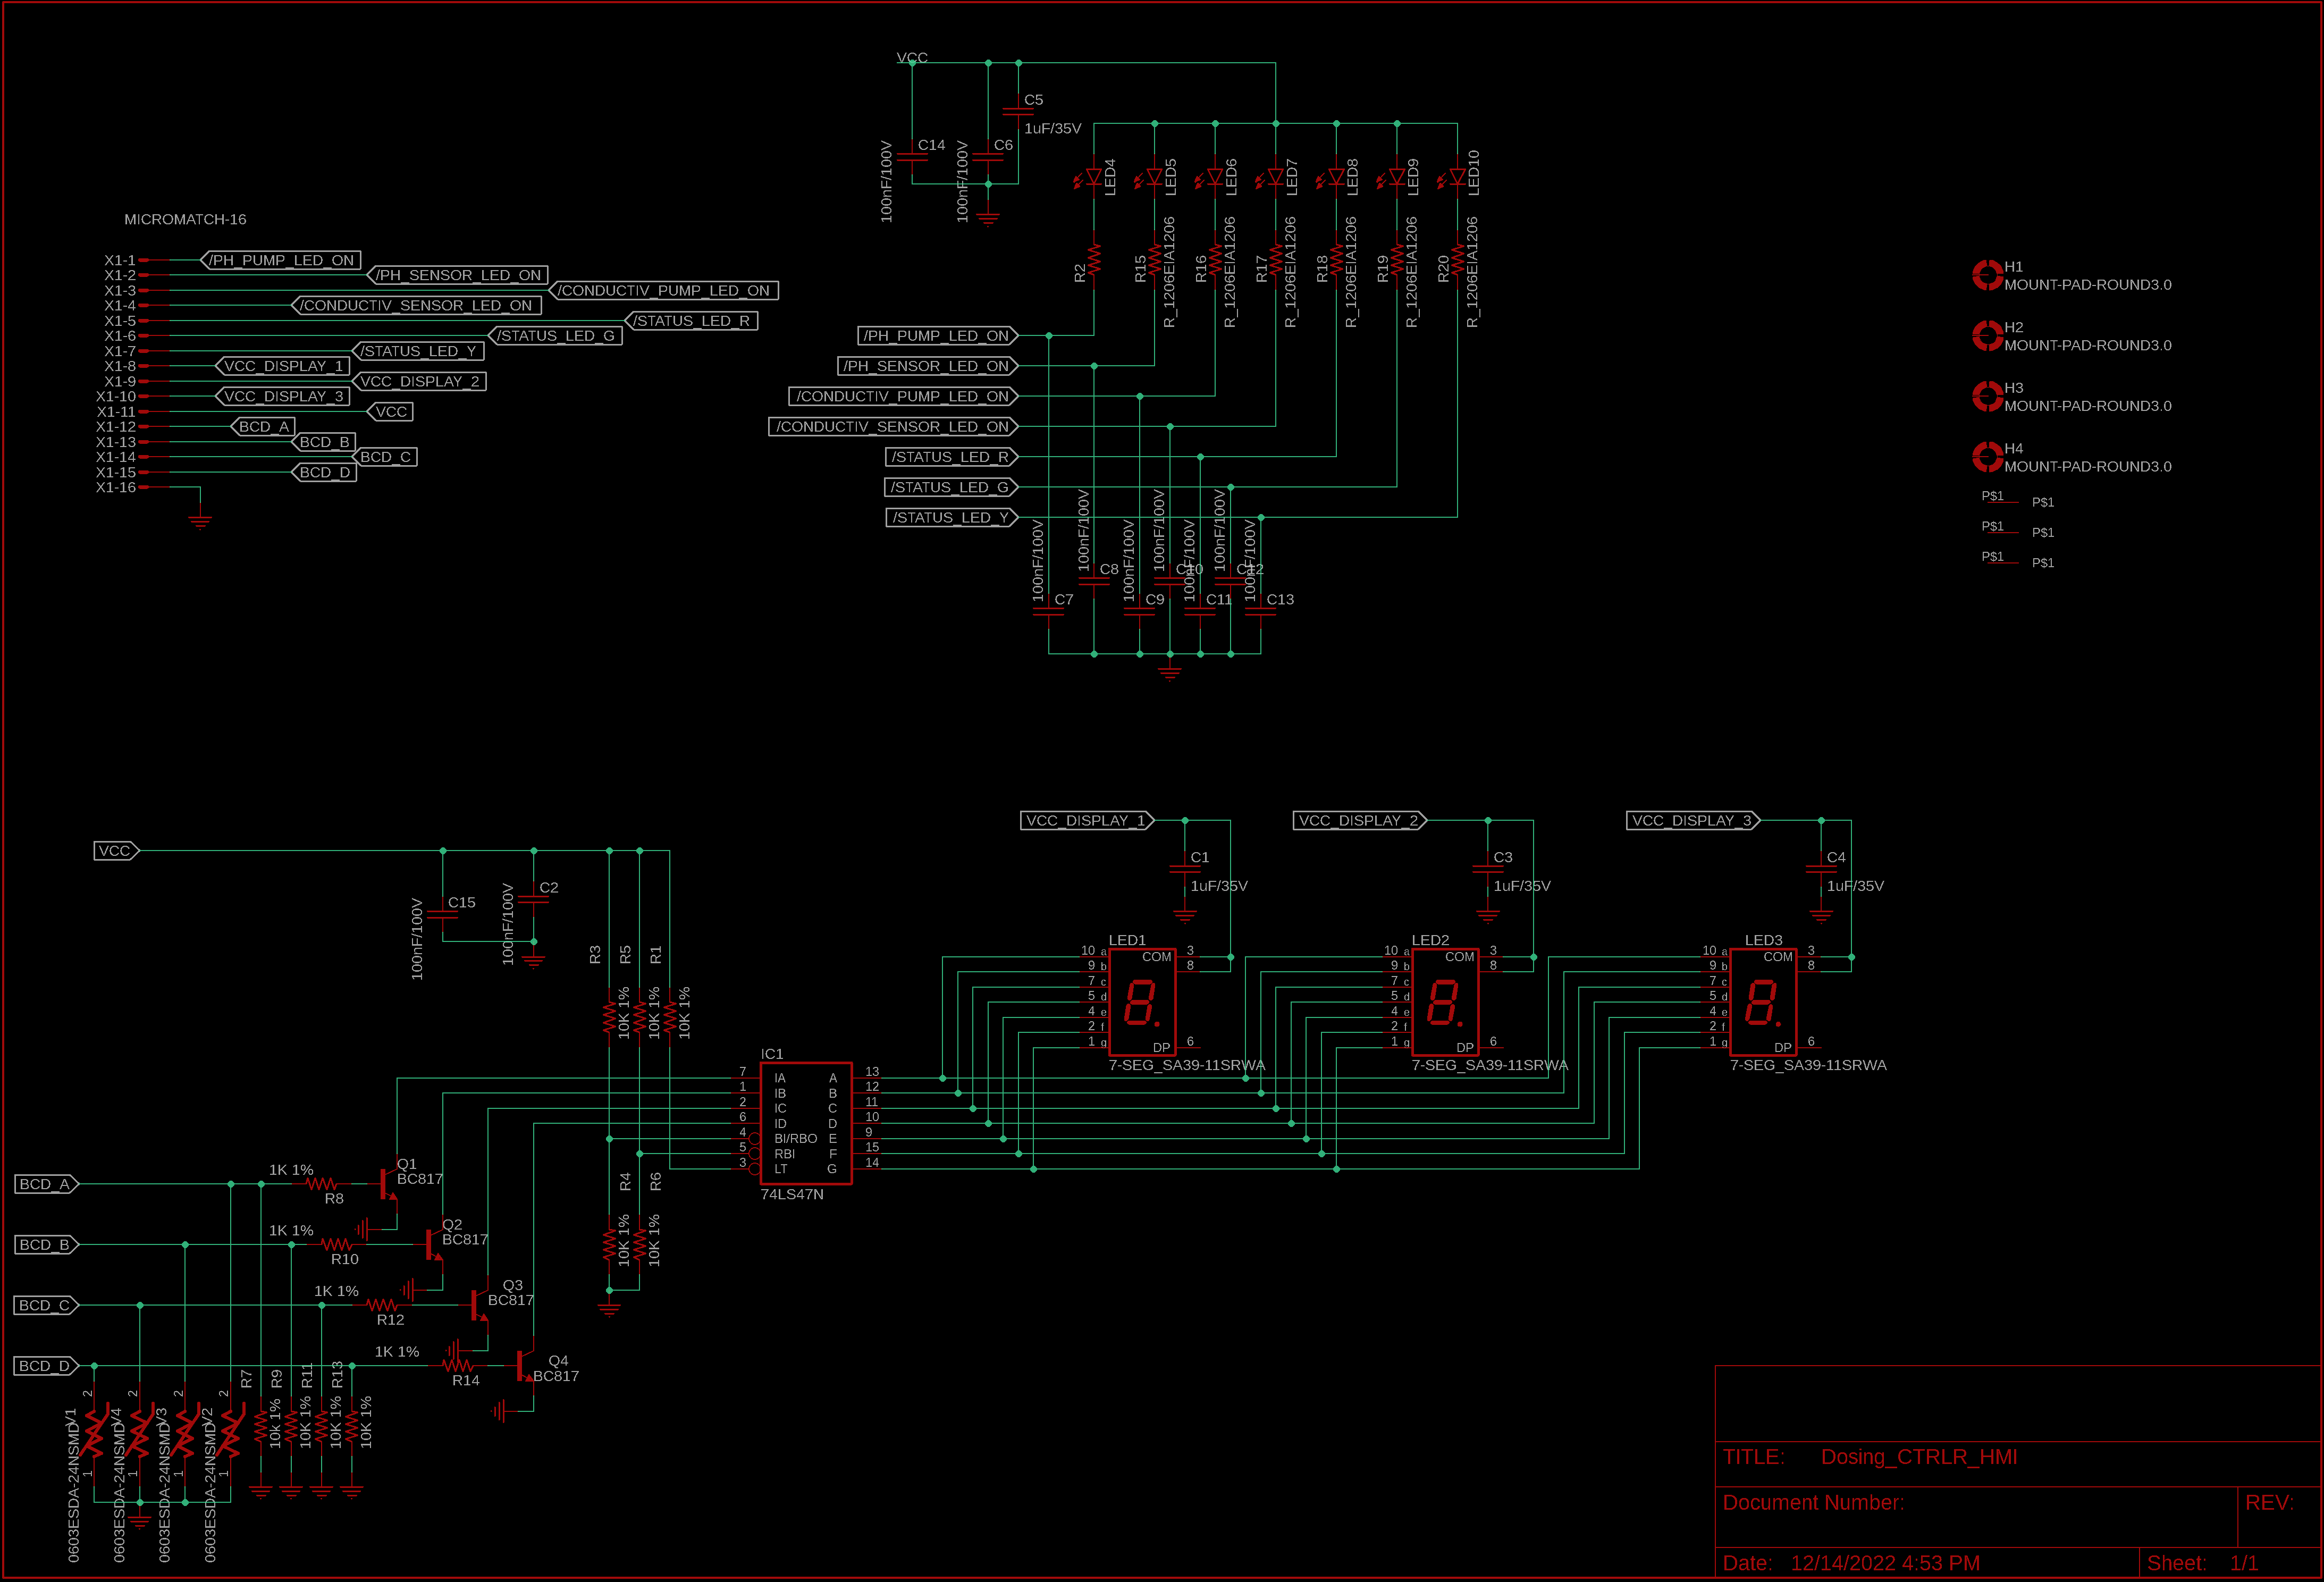 VCC
C5
1uF/35V
C14
100nF/100V
C6
100nF/100V
LED4
LED5
LED6
LED7
LED8
LED9
LED10
R2
R15
R_1206EIA1206
R16
R_1206EIA1206
R17
R_1206EIA1206
R18
R_1206EIA1206
R19
R_1206EIA1206
R20
R_1206EIA1206
MICROMATCH-16
X1-1 /PH_PUMP_LED_ON
X1-2 /PH_SENSOR_LED_ON
X1-3 /CONDUCTIV_PUMP_LED_ON
X1-4 /CONDUCTIV_SENSOR_LED_ON
X1-5 /STATUS_LED_R
X1-6 /STATUS_LED_G
X1-7 /STATUS_LED_Y
X1-8 VCC_DISPLAY_1
X1-9 VCC_DISPLAY_2
X1-10 VCC_DISPLAY_3
X1-11 VCC
X1-12 BCD_A
X1-13 BCD_B
X1-14 BCD_C
X1-15 BCD_D
X1-16
/PH_PUMP_LED_ON
/PH_SENSOR_LED_ON
/CONDUCTIV_PUMP_LED_ON
/CONDUCTIV_SENSOR_LED_ON
/STATUS_LED_R
/STATUS_LED_G
/STATUS_LED_Y
100nF/100V
C7
100nF/100V
C8
100nF/100V
C9
100nF/100V
C10
100nF/100V
C11
100nF/100V
C12
100nF/100V
C13
H1
MOUNT-PAD-ROUND3.0
H2
MOUNT-PAD-ROUND3.0
H3
MOUNT-PAD-ROUND3.0
H4
MOUNT-PAD-ROUND3.0
P$1 P$1
P$1 P$1
P$1 P$1
VCC
C15
100nF/100V
C2
100nF/100V
R3
10K 1%
R5
10K 1%
R1
10K 1%
R4
10K 1%
R6
10K 1%
IC1
7 IA A 13
1 IB B 12
2 IC C 11
6 ID D 10
4 BI/RBO E 9
5 RBI F 15
3 LT G 14
74LS47N
VCC_DISPLAY_1
C1
1uF/35V
LED1
10 a COM 3
9 b 8
7 c
5 d
4 e
2 f
1 g DP 6
7-SEG_SA39-11SRWA
VCC_DISPLAY_2
C3
1uF/35V
LED2
10 a COM 3
9 b 8
7 c
5 d
4 e
2 f
1 g DP 6
7-SEG_SA39-11SRWA
VCC_DISPLAY_3
C4
1uF/35V
LED3
10 a COM 3
9 b 8
7 c
5 d
4 e
2 f
1 g DP 6
7-SEG_SA39-11SRWA
BCD_A
1K 1%
R8
Q1
BC817
BCD_B
1K 1%
R10
Q2
BC817
BCD_C
1K 1%
R12
Q3
BC817
BCD_D
1K 1%
R14
Q4
BC817
V1
0603ESDA-24NSMD
2
1
V4
0603ESDA-24NSMD
2
1
V3
0603ESDA-24NSMD
2
1
V2
0603ESDA-24NSMD
2
1
R7
10k 1%
R9
10K 1%
R11
10K 1%
R13
10K 1%
TITLE: Dosing_CTRLR_HMI
Document Number:
REV:
Date: 12/14/2022 4:53 PM
Sheet: 1/1